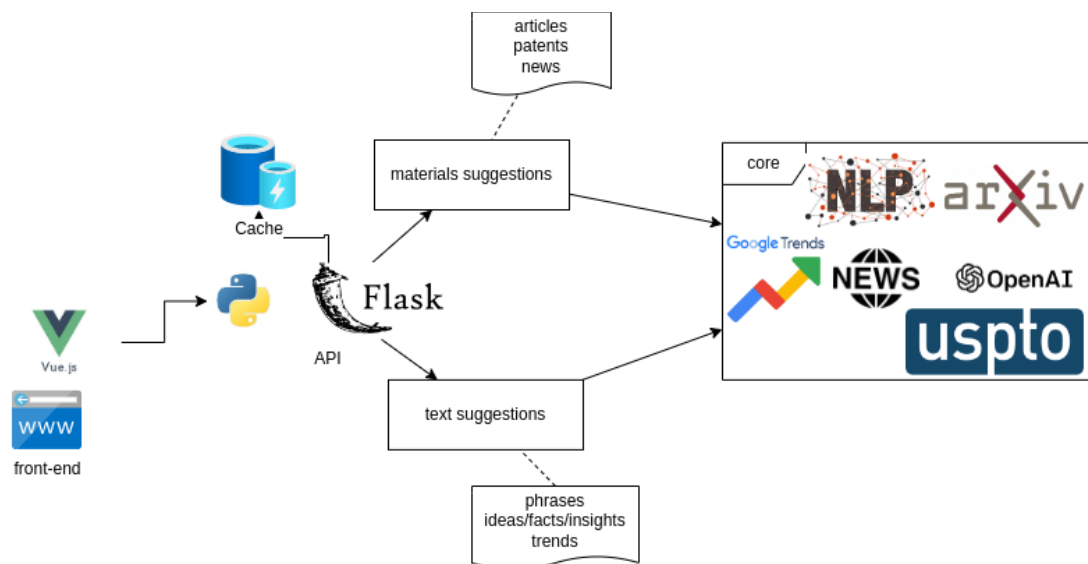 articles
patents
news
materials suggestions
core
NLP
arXiv
Cache
Google Trends
NEWS
OpenAI
Flask
uspto
Vue.js
API
WWW
text suggestions
front-end
phrases
ideas/facts/insights
trends